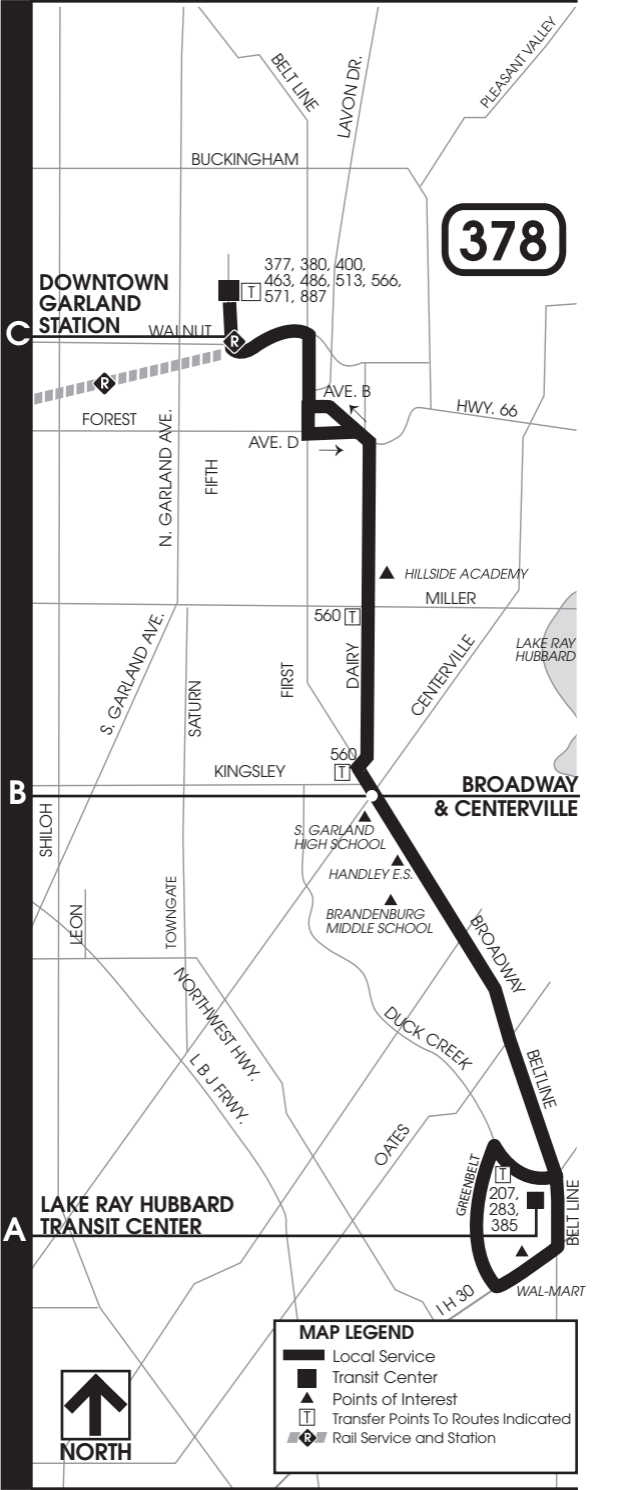 BELT LINE
LAVON DR.
PLEASANT VALLEY
BUCKINGHAM
378
377, 380, 400,
463, 486, 513, 566,
571, 887
T
DOWNTOWN
GARLAND
STATION
C
WALNUT
R
R
AVE. B
HWY. 66
FOREST
AVE. D
N. GARLAND AVE.
FIFTH
HILLSIDE ACADEMY
MILLER
560 T
LAKE RAY
HUBBARD
S. GARLAND AVE.
SATURN
FIRST
DAIRY
CENTERVILLE
560
T
KINGSLEY
B
BROADWAY
& CENTERVILLE
SHILOH
S. GARLAND
HIGH SCHOOL
HANDLEY E.S.
BRANDENBURG
MIDDLE SCHOOL
LEON
TOWNGATE
BROADWAY
NORTHWEST HWY.
DUCK CREEK
L B J FRWY.
BELTLINE
OATES
GREENBELT
T
207,
283,
385
BELT LINE
LAKE RAY HUBBARD
TRANSIT CENTER
A
WAL-MART
I H 30
MAP LEGEND
Local Service
Transit Center
Points of Interest
T Transfer Points To Routes Indicated
R Rail Service and Station
NORTH